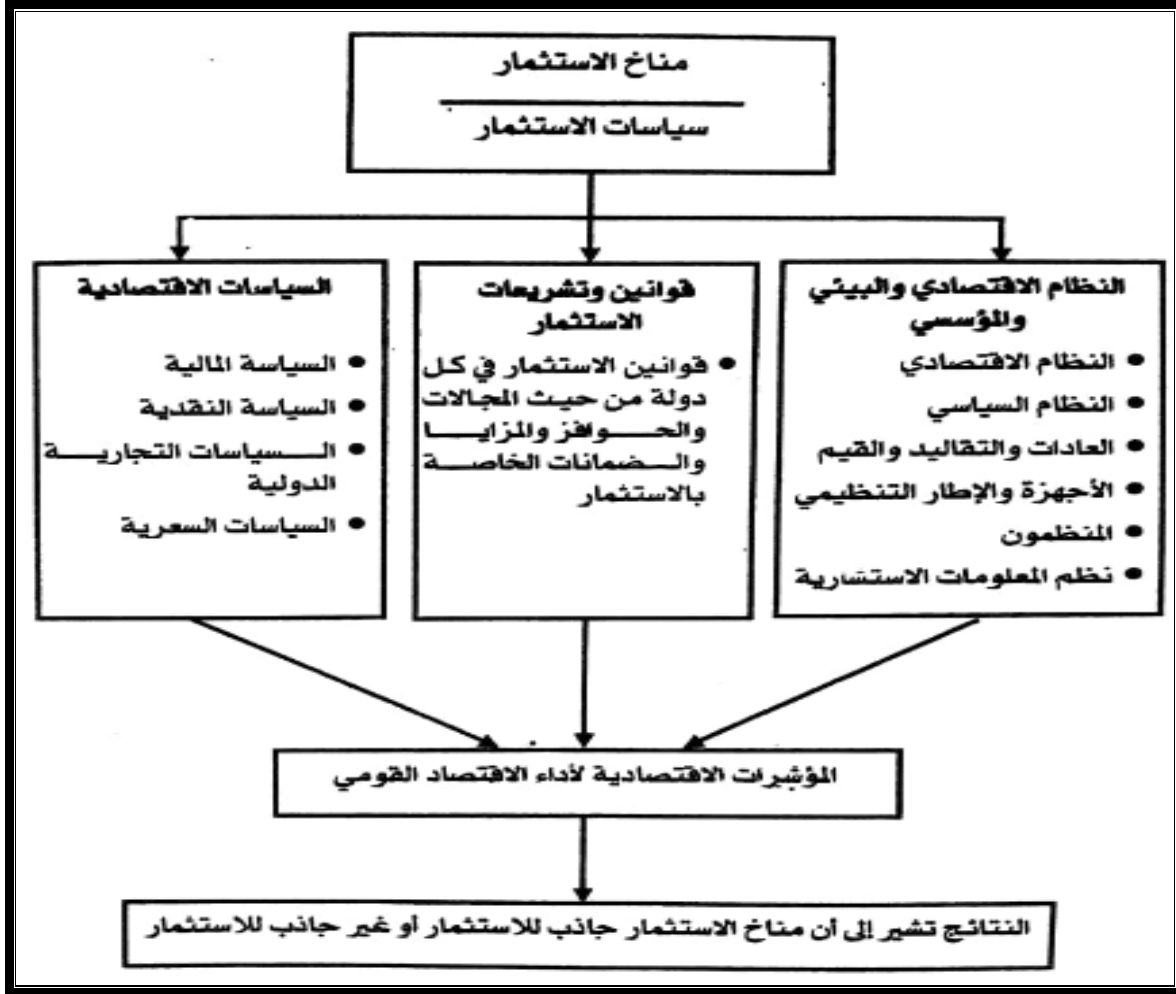 مناخ الاستثمار
سياسات الاستثمار
النظام الاقتصادي والبيئي
والمؤسسي
● النظام الاقتصادي
● النظام السياسي
● العادات والتقاليد والقيم
● الأجهزة والإطار التنظيمي
● المنظمون
● نظم المعلومات الاستشارية
قوانين وتشريعات
الاستثمار
● قوانين الاستثمار في كل
دولة من حيث المجالات
والحوافز والمزايا
والضمانات الخاصة
بالاستثمار
السياسات الاقتصادية
● السياسة المالية
● السياسة النقدية
● السياسات التجارية
الدولية
● السياسات السعرية
المؤشرات الاقتصادية لأداء الاقتصاد القومي
النتائج تشير إلى أن مناخ الاستثمار جاذب للاستثمار أو غير جاذب للاستثمار